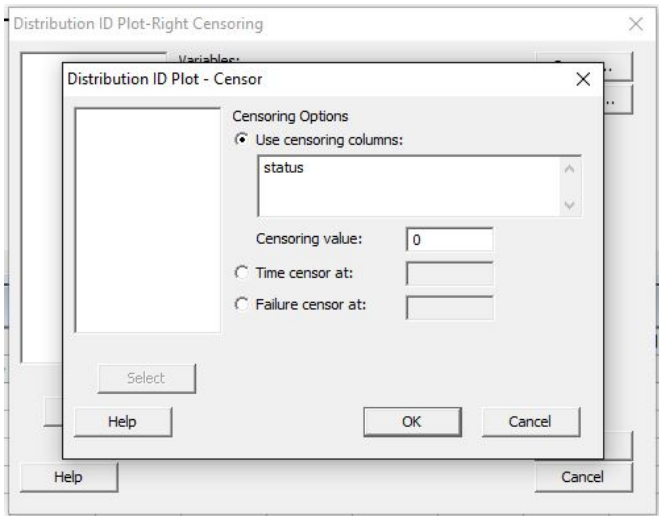 Distribution ID Plot-Right Censoring
Variables:
Distribution ID Plot - Censor
Censoring Options
Use censoring columns:
status
Censoring value:
0
Time censor at:
Failure censor at:
Select
Help
OK
Cancel
Help
Cancel